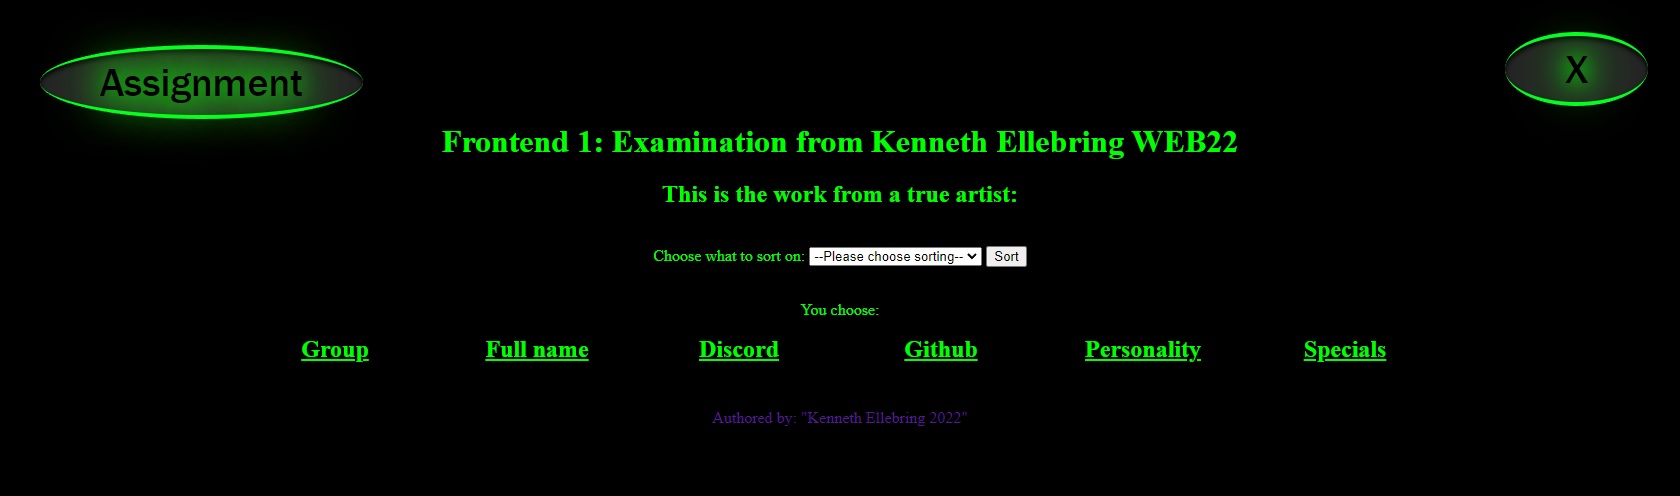 Assignment
X
Frontend 1: Examination from Kenneth Ellebring WEB22
This is the work from a true artist:
Choose what to sort on: --Please choose sorting-- Sort
You choose:
Group Full name Discord Github Personality Specials
Authored by: "Kenneth Ellebring 2022"